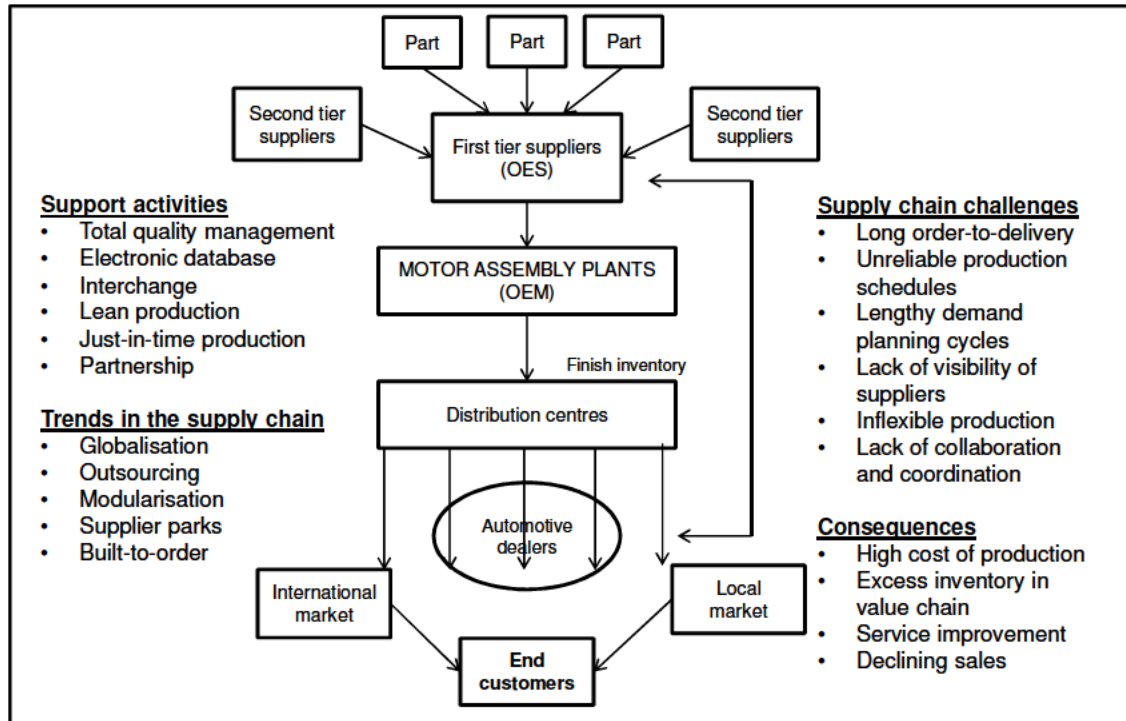 Part
Part
Part
Second tier
suppliers
First tier suppliers
(OES)
Second tier
suppliers
Support activities
• Total quality management
• Electronic database
• Interchange
• Lean production
• Just-in-time production
• Partnership
Trends in the supply chain
• Globalisation
• Outsourcing
• Modularisation
• Supplier parks
• Built-to-order
MOTOR ASSEMBLY PLANTS
(OEM)
Finish inventory
Distribution centres
Automotive
dealers
International
market
Local
market
End
customers
Supply chain challenges
• Long order-to-delivery
• Unreliable production
schedules
• Lengthy demand
planning cycles
• Lack of visibility of
suppliers
• Inflexible production
• Lack of collaboration
and coordination
Consequences
• High cost of production
• Excess inventory in
value chain
• Service improvement
• Declining sales